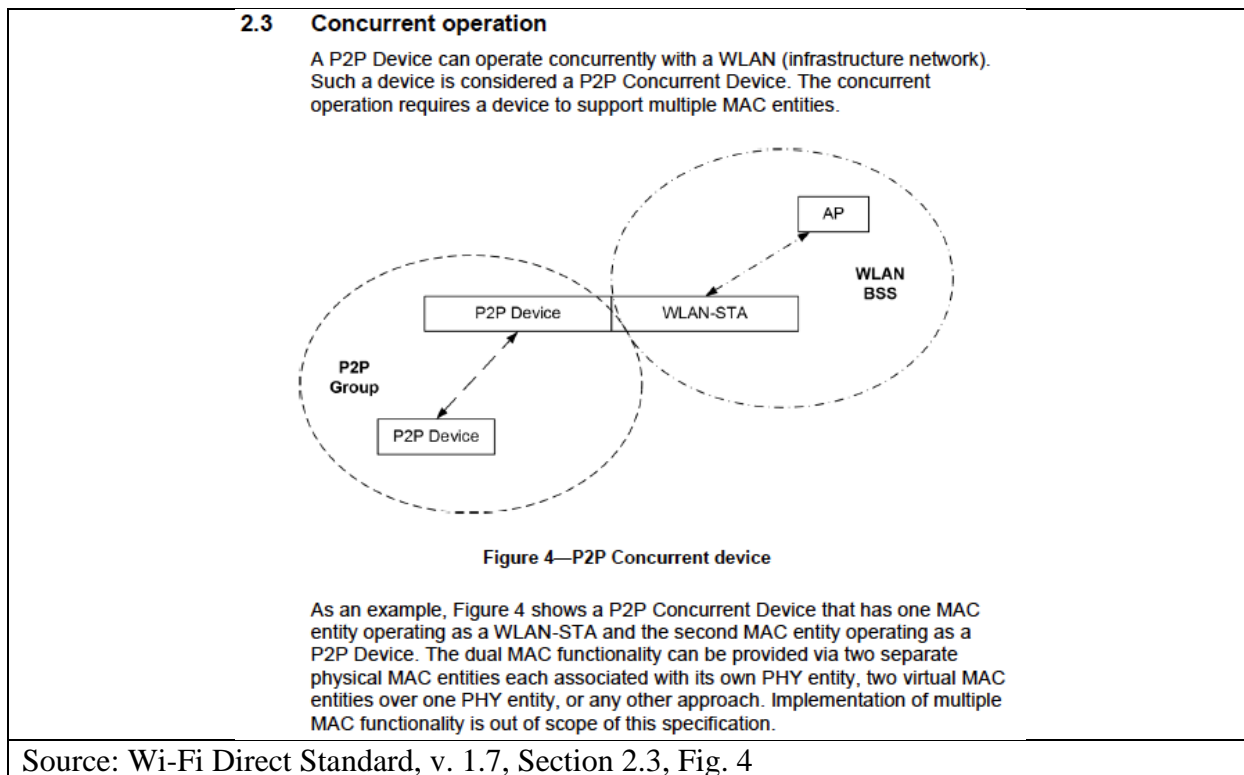 2.3 Concurrent operation
A P2P Device can operate concurrently with a WLAN (infrastructure network).
Such a device is considered a P2P Concurrent Device. The concurrent
operation requires a device to support multiple MAC entities.
AP
WLAN
BSS
P2P Device
WLAN-STA
P2P
Group
P2P Device
Figure 4—P2P Concurrent device
As an example, Figure 4 shows a P2P Concurrent Device that has one MAC
entity operating as a WLAN-STA and the second MAC entity operating as a
P2P Device. The dual MAC functionality can be provided via two separate
physical MAC entities each associated with its own PHY entity, two virtual MAC
entities over one PHY entity, or any other approach. Implementation of multiple
MAC functionality is out of scope of this specification.
Source: Wi-Fi Direct Standard, v. 1.7, Section 2.3, Fig. 4